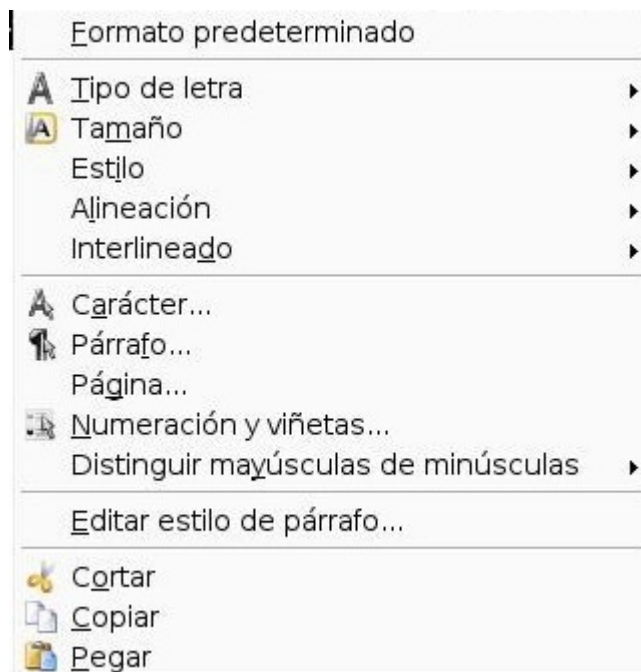 Formato predeterminado
Tipo de letra
Tamaño
Estilo
Alineación
Interlineado
Carácter...
Párrafo...
Página...
Numeración y viñetas...
Distinguir mayúsculas de minúsculas
Editar estilo de párrafo...
Cortar
Copiar
Pegar